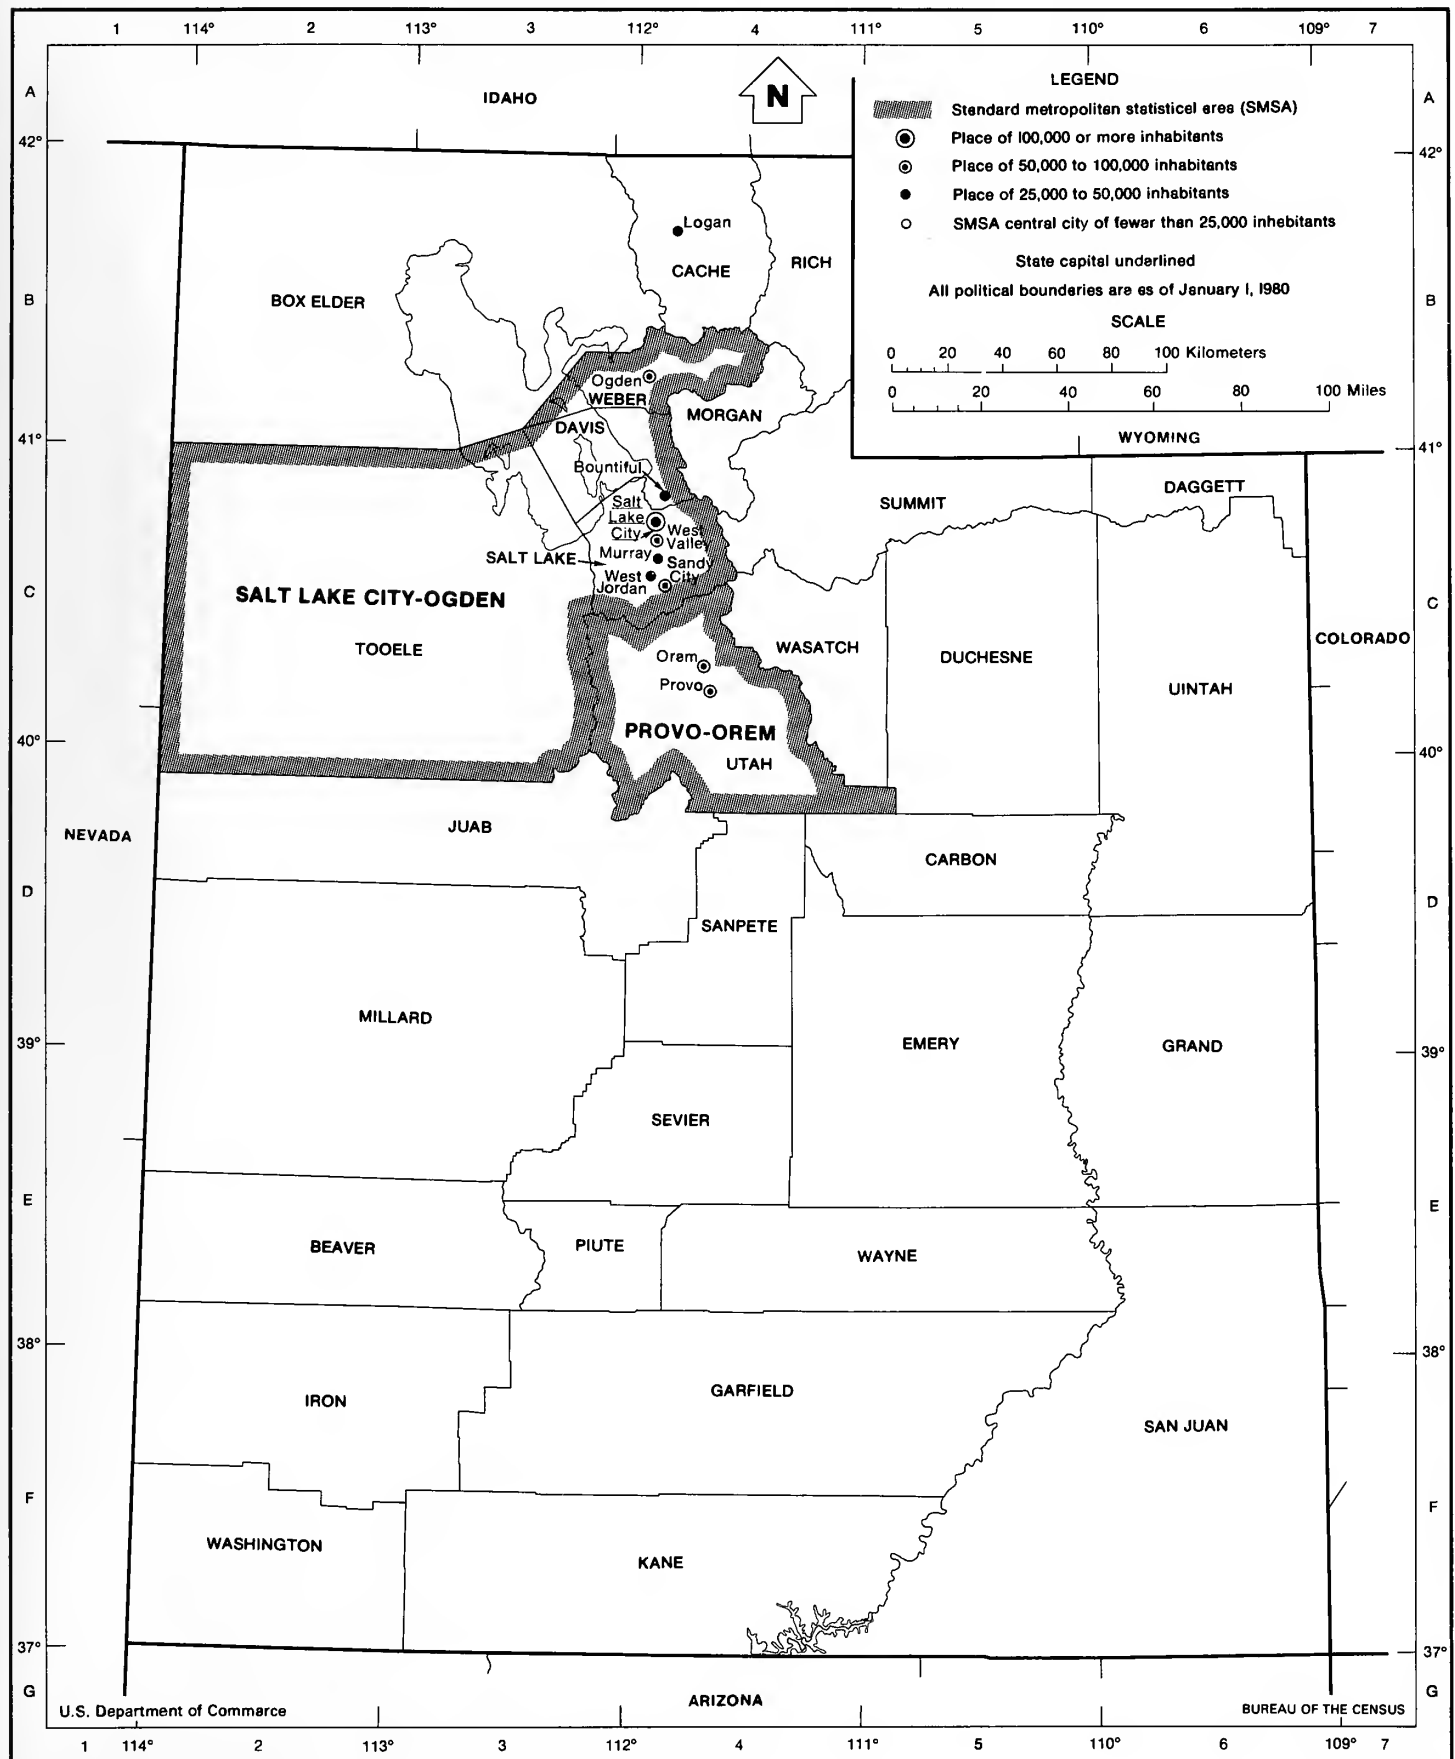 1 114° 2 113° 3 112° 4 111° 5 110° 6 109° 7
A
IDAHO
N
LEGEND
A
Standard metropolitan statisticel erea (SMSA)
42°
Place of 100,000 or more inhabitants
42°
Place of 50,000 to 100,000 inhabitants
Place of 25,000 to 50,000 inhabitants
SMSA central city of fewer than 25,000 inhebitants
State capital underlined
All political bounderies are es of Jenuery 1, 1980
SCALE
0 20 40 60 80 100 Kilometers
0 20 40 60 80 100 Miles
WYOMING
Logan
CACHE
RICH
B
BOX ELDER
B
Ogden
WEBER
MORGAN
41°
DAVIS
41°
Bountiful
SUMMIT
DAGGETT
Salt
Lake
City
West
Valley
Murray
SALT LAKE
Sandy
City
West
Jordan
C
SALT LAKE CITY-OGDEN
C
TOOELE
WASATCH
DUCHESNE
COLORADO
Orem
Provo
UINTAH
PROVO-OREM
40°
UTAH
40°
NEVADA
JUAB
CARBON
D
SANPETE
D
MILLARD
39°
EMERY
GRAND
39°
SEVIER
E
E
BEAVER
PIUTE
WAYNE
38°
38°
IRON
GARFIELD
SAN JUAN
F
F
WASHINGTON
KANE
37°
37°
G
G
U.S. Department of Commerce
ARIZONA
BUREAU OF THE CENSUS
1 114° 2 113° 3 112° 4 111° 5 110° 6 109° 7